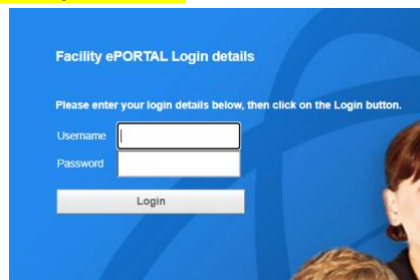 Facility ePORTAL Login details
Please enter your login details below, then click on the Login button.
Username
Password
Login